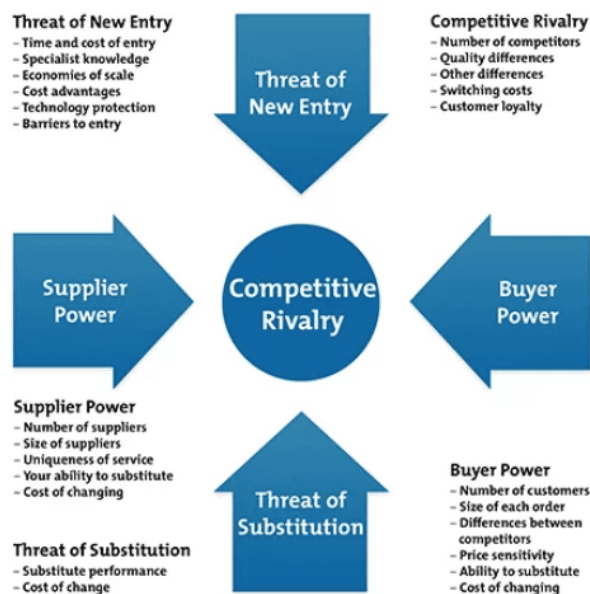 Threat of New Entry
– Time and cost of entry
– Specialist knowledge
– Economies of scale
– Cost advantages
– Technology protection
– Barriers to entry
Threat of
New Entry
Competitive Rivalry
– Number of competitors
– Quality differences
– Other differences
– Switching costs
– Customer loyalty
Supplier
Power
Competitive
Rivalry
Buyer
Power
Supplier Power
– Number of suppliers
– Size of suppliers
– Uniqueness of service
– Your ability to substitute
– Cost of changing
Threat of Substitution
– Substitute performance
– Cost of change
Threat of
Substitution
Buyer Power
– Number of customers
– Size of each order
– Differences between
competitors
– Price sensitivity
– Ability to substitute
– Cost of changing